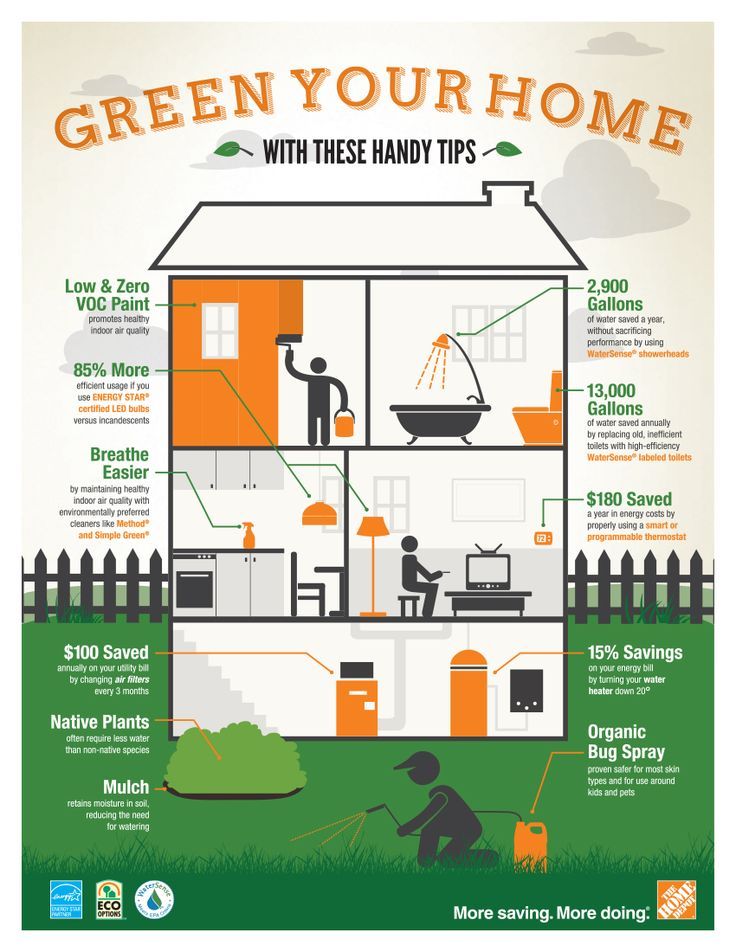 GREEN YOUR HOME
WITH THESE HANDY TIPS
Low & Zero
VOC Paint
promotes healthy
indoor air quality
85% More
efficient usage if you
use ENERGY STAR®
certified LED bulbs
versus incandescents
Breathe
Easier
by maintaining healthy
indoor air quality with
environmentally preferred
cleaners like Method®
and Simple Green®
2,900
Gallons
of water saved a year,
without sacrificing
performance by using
WaterSense® showerheads
13,000
Gallons
of water saved annually
by replacing old, inefficient
toilets with high-efficiency
WaterSense® labeled toilets
$180 Saved
a year in energy costs by
properly using a smart or
programmable thermostat
72
$100 Saved
annually on your utility bill
by changing air filters
every 3 months
Native Plants
often require less water
than non-native species
Mulch
retains moisture in soil,
reducing the need
for watering
15% Savings
on your energy bill
by turning your water
heater down 20°
Organic
Bug Spray
proven safer for most skin
types and for use around
kids and pets
energy
ENERGY STAR
PARTNER
ECO
OPTIONS
WaterSense
Meets EPA Criteria
More saving. More doing.®
THE
HOME
DEPOT